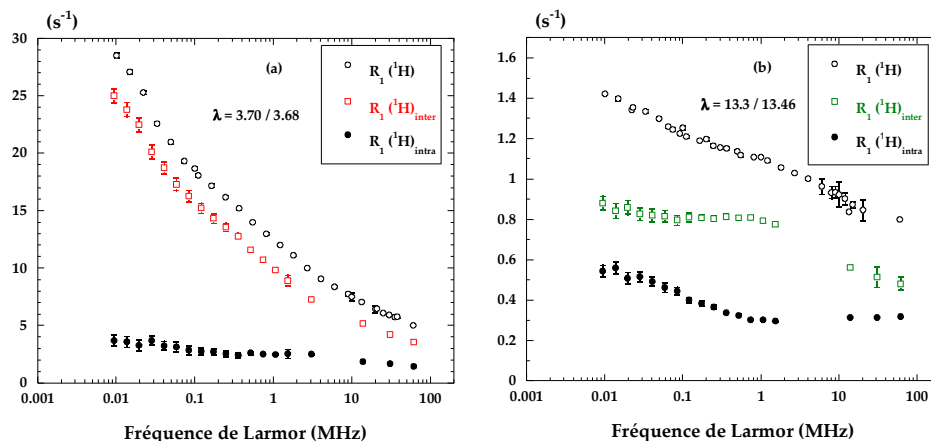 (s⁻¹)
30
25
20
15
10
5
0
0.001 0.01 0.1 1 10 100
Fréquence de Larmor (MHz)
(a)
λ = 3.70 / 3.68
R₁ (¹H)
R₁ (¹H)inter
R₁ (¹H)intra
(s⁻¹)
1.6
1.4
1.2
1
0.8
0.6
0.4
0.2
0
0.001 0.01 0.1 1 10 100
Fréquence de Larmor (MHz)
(b)
λ = 13.3 / 13.46
R₁ (¹H)
R₁ (¹H)inter
R₁ (¹H)intra